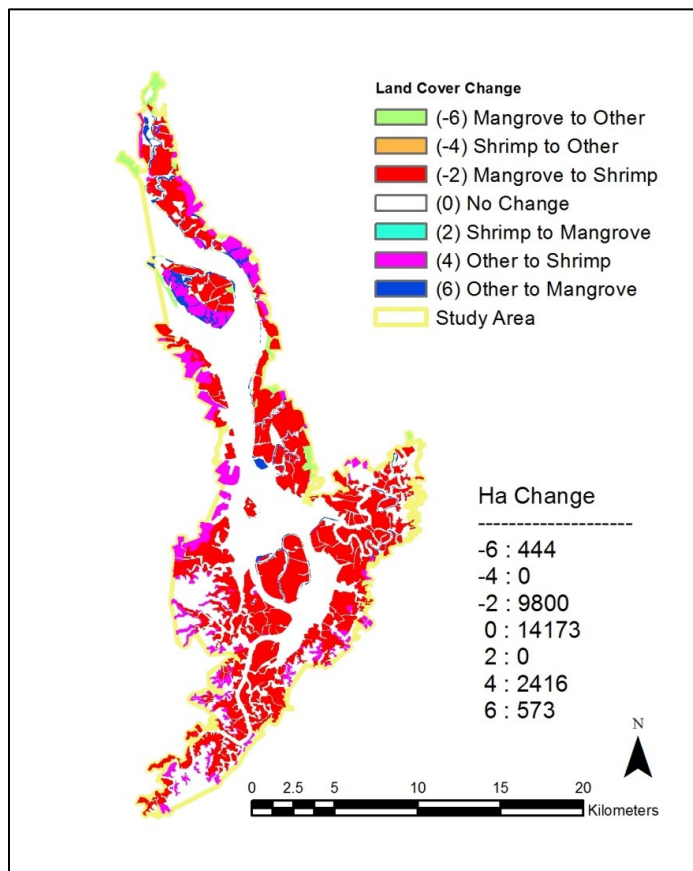 Land Cover Change
(-6) Mangrove to Other
(-4) Shrimp to Other
(-2) Mangrove to Shrimp
(0) No Change
(2) Shrimp to Mangrove
(4) Other to Shrimp
(6) Other to Mangrove
Study Area
Ha Change
----------------------
-6 : 444
-4 : 0
-2 : 9800
0 : 14173
2 : 0
4 : 2416
6 : 573
N
0 2.5 5 10 15 20
Kilometers